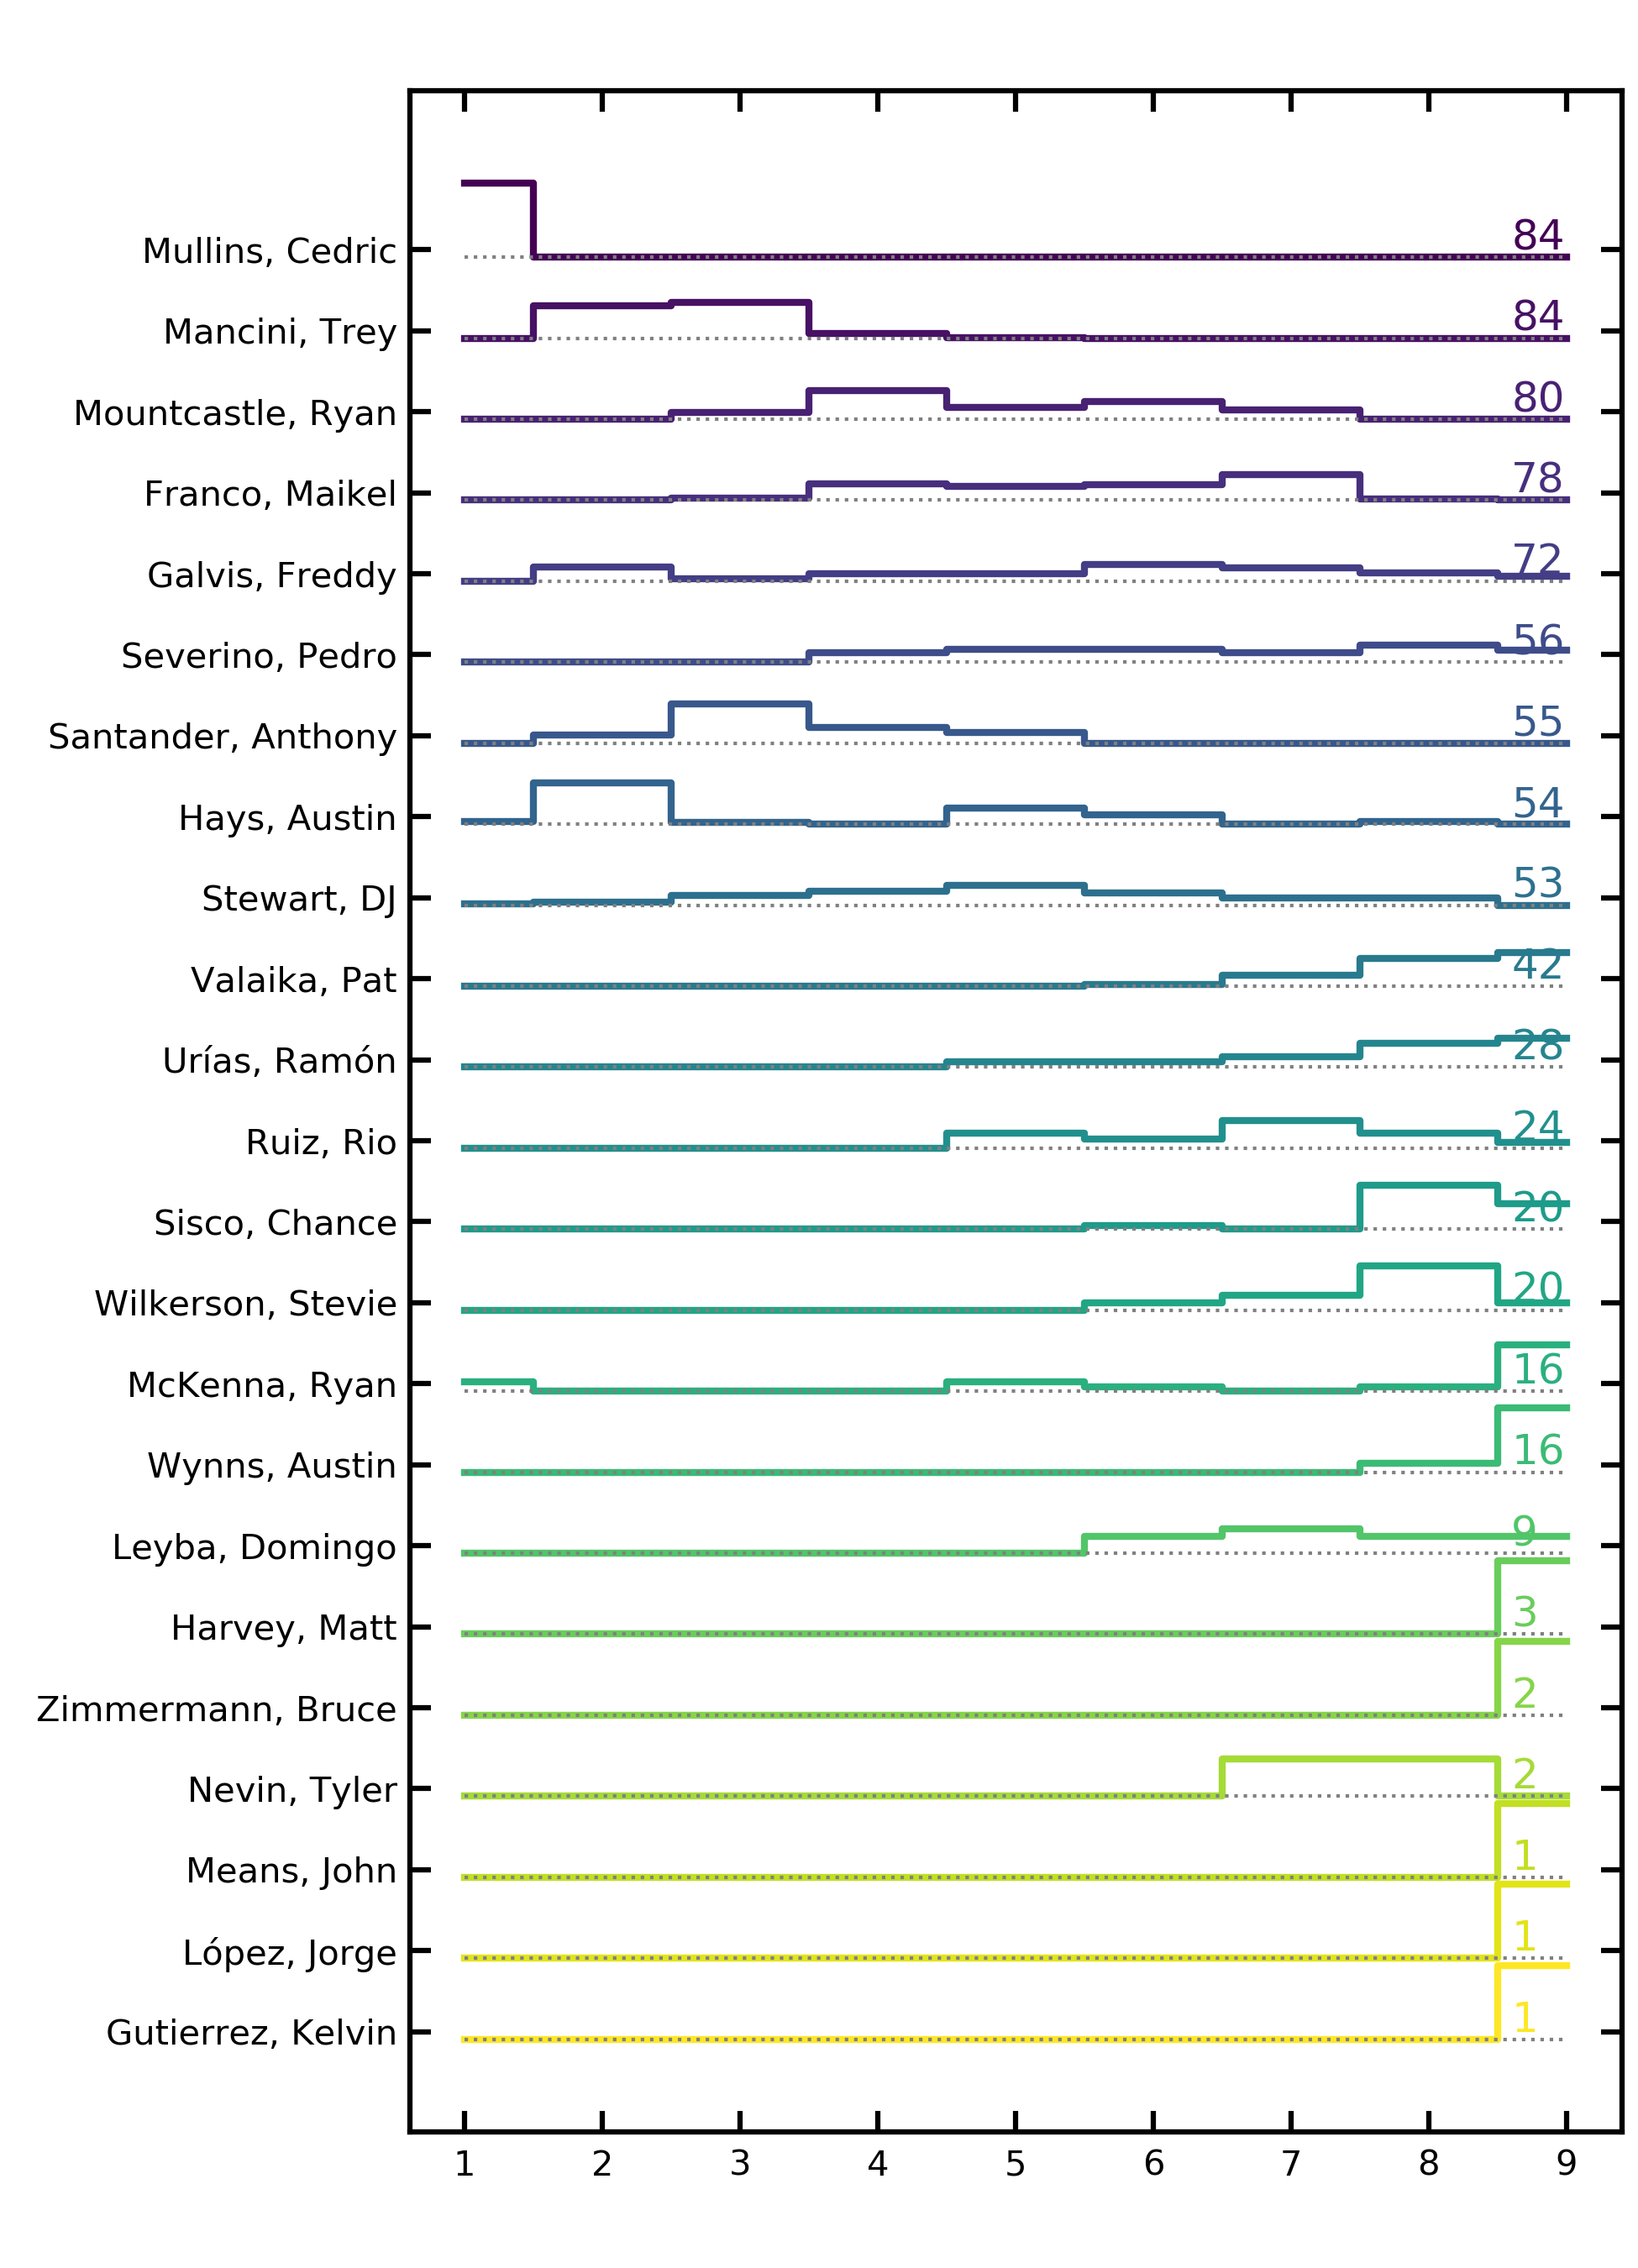 Mullins, Cedric 84
Mancini, Trey 84
Mountcastle, Ryan 80
Franco, Maikel 78
Galvis, Freddy 72
Severino, Pedro 56
Santander, Anthony 55
Hays, Austin 54
Stewart, DJ 53
Valaika, Pat 42
Urías, Ramón 28
Ruiz, Rio 24
Sisco, Chance 20
Wilkerson, Stevie 20
McKenna, Ryan 16
Wynns, Austin 16
Leyba, Domingo 9
Harvey, Matt 3
Zimmermann, Bruce 2
Nevin, Tyler 2
Means, John 1
López, Jorge 1
Gutierrez, Kelvin 1
1 2 3 4 5 6 7 8 9